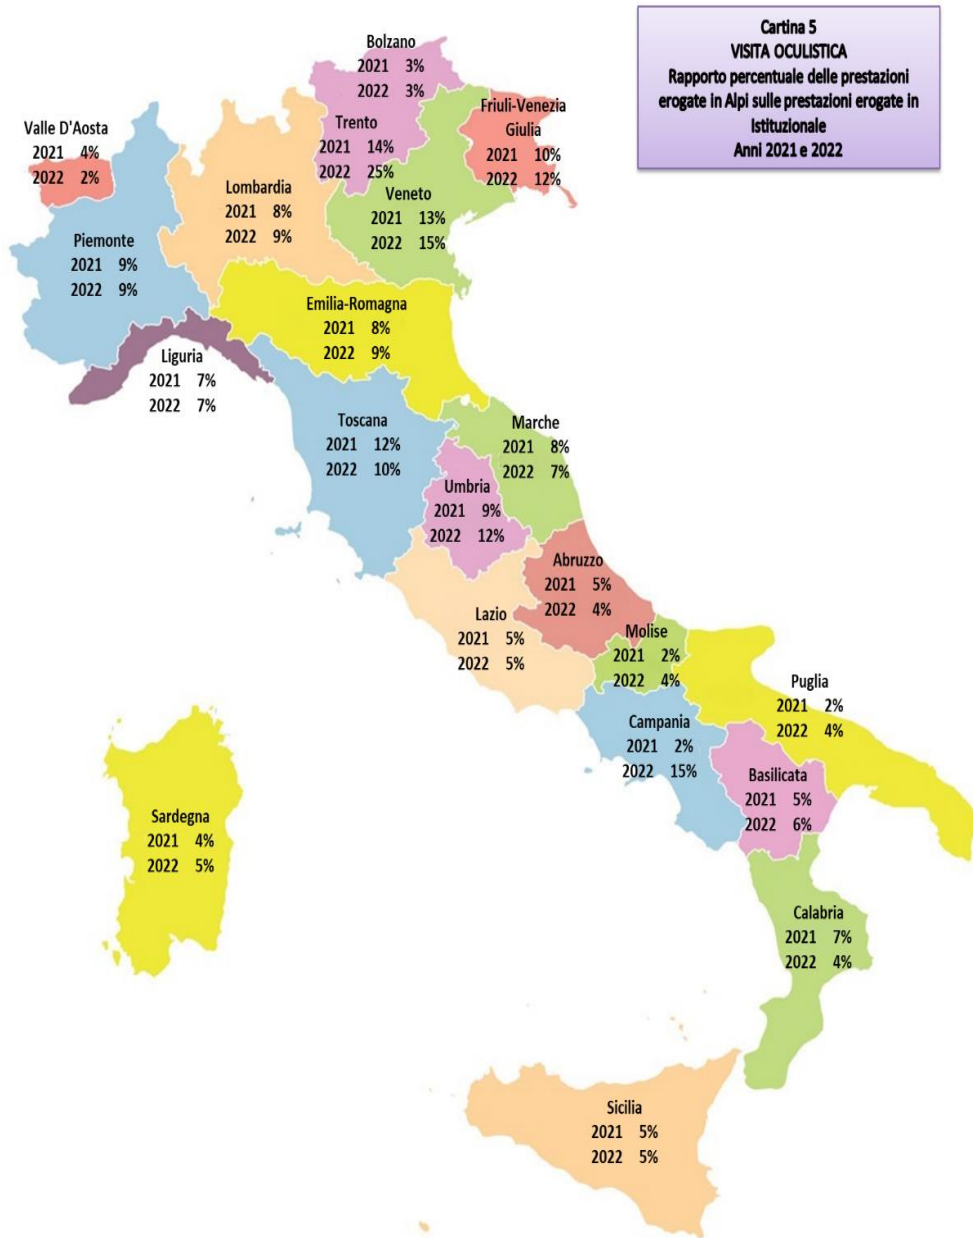 Cartina 5
VISITA OCULISTICA
Rapporto percentuale delle prestazioni
erogate in Alpi sulle prestazioni erogate in
Istituzionale
Anni 2021 e 2022
Bolzano
2021 3%
2022 3%
Trento
2021 14%
2022 25%
Friuli-Venezia
Giulia
2021 10%
2022 12%
Valle D'Aosta
2021 4%
2022 2%
Lombardia
2021 8%
2022 9%
Veneto
2021 13%
2022 15%
Piemonte
2021 9%
2022 9%
Emilia-Romagna
2021 8%
2022 9%
Liguria
2021 7%
2022 7%
Toscana
2021 12%
2022 10%
Marche
2021 8%
2022 7%
Umbria
2021 9%
2022 12%
Abruzzo
2021 5%
2022 4%
Lazio
2021 5%
2022 5%
Molise
2021 2%
2022 4%
Puglia
2021 2%
2022 4%
Campania
2021 2%
2022 15%
Basilicata
2021 5%
2022 6%
Sardegna
2021 4%
2022 5%
Calabria
2021 7%
2022 4%
Sicilia
2021 5%
2022 5%